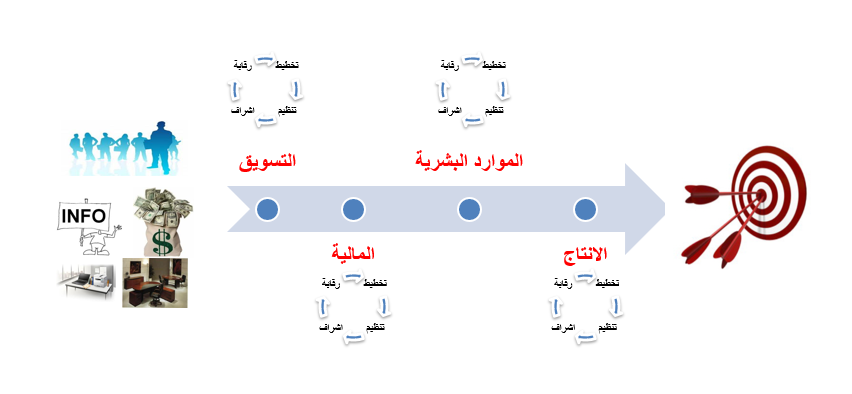 تخطيط
تنظيم
اشراف
رقابة
تخطيط
تنظيم
اشراف
رقابة
التسويق
الموارد البشرية
INFO
$
المالية
الانتاج
تخطيط
تنظيم
اشراف
رقابة
تخطيط
تنظيم
اشراف
رقابة